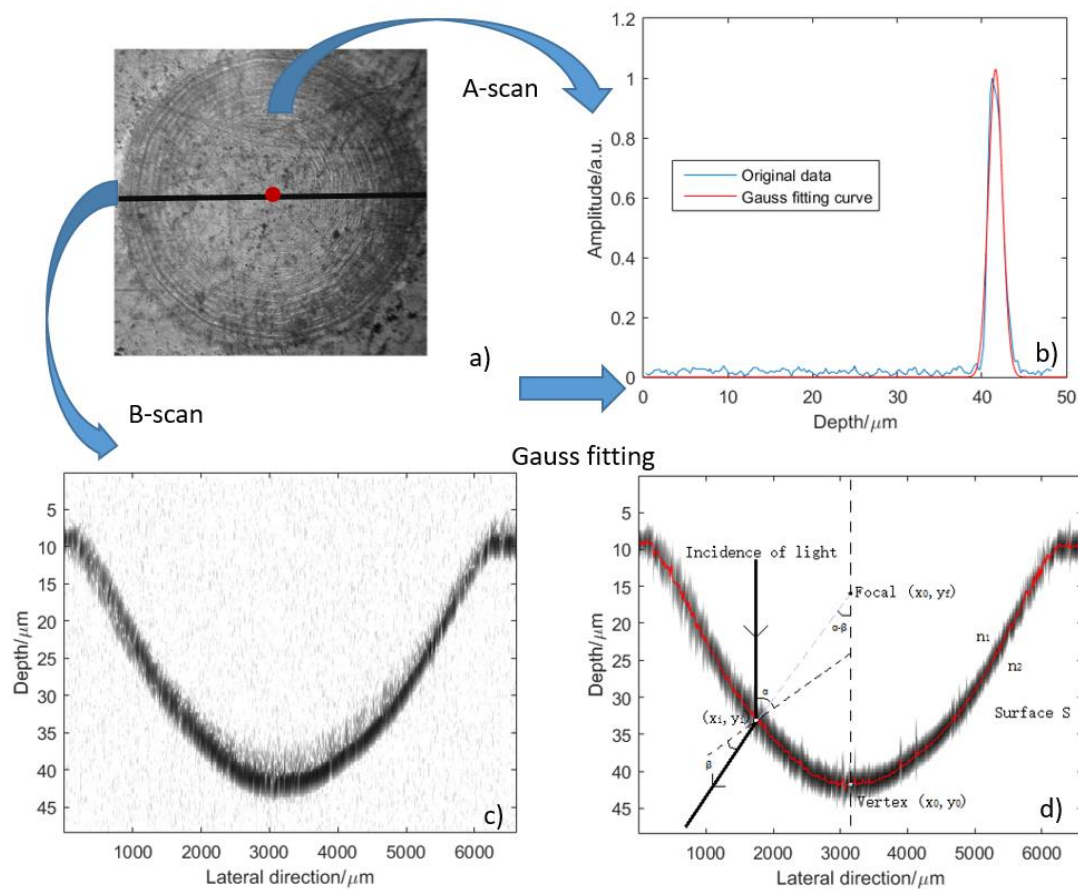 A-scan
a)
B-scan
1.2
1
0.8
0.6
0.4
0.2
0
Amplitude/a.u.
Original data
Gauss fitting curve
b)
0 10 20 30 40 50
Depth/μm
Gauss fitting
5
10
15
20
25
30
35
40
45
Depth/μm
c)
1000 2000 3000 4000 5000 6000
Lateral direction/μm
5
10
15
20
25
30
35
40
45
Depth/μm
Incidence of light
Focal (x₀, yf)
α-β
n₁
n₂
α
Surface S
(xᵢ, yᵢ)
β
Vertex (x₀, y₀)
d)
1000 2000 3000 4000 5000 6000
Lateral direction/μm